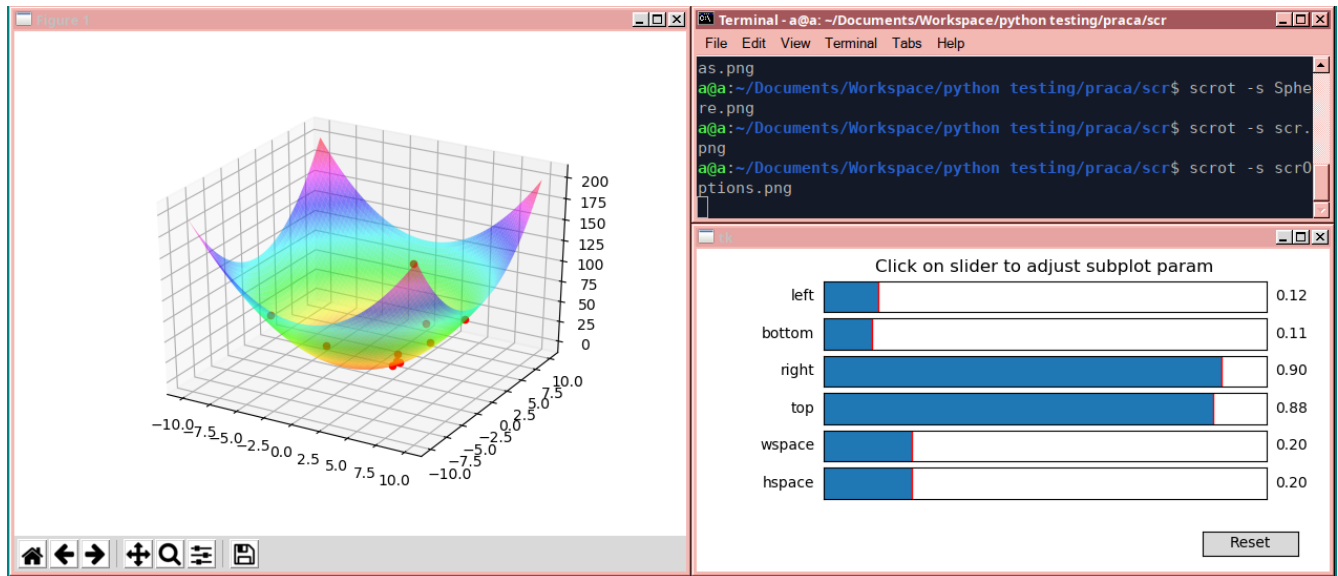 Figure 1
200
175
150
125
100
75
50
25
0
−10.0
−7.5
−5.0
−2.5
0.0
2.5
5.0
7.5
10.0
−10.0
−7.5
−5.0
−2.5
0.0
2.5
5.0
7.5
10.0
Terminal - a@a: ~/Documents/Workspace/python testing/praca/scr
File Edit View Terminal Tabs Help
as.png
a@a:~/Documents/Workspace/python testing/praca/scr$ scrot -s Sphe
re.png
a@a:~/Documents/Workspace/python testing/praca/scr$ scrot -s scr.
png
a@a:~/Documents/Workspace/python testing/praca/scr$ scrot -s scrO
ptions.png
tk
Click on slider to adjust subplot param
left 0.12
bottom 0.11
right 0.90
top 0.88
wspace 0.20
hspace 0.20
Reset